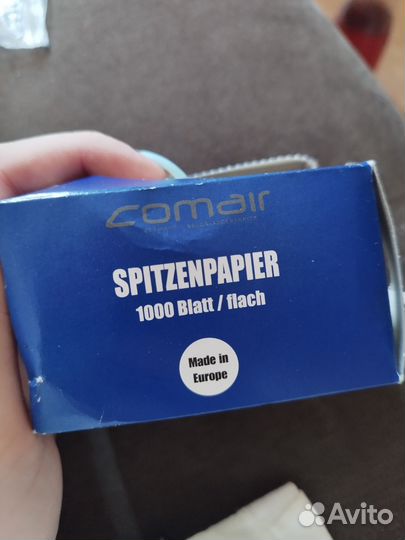 comair
SPITZENPAPIER
1000 Blatt / flach
Made in
Europe
Avito